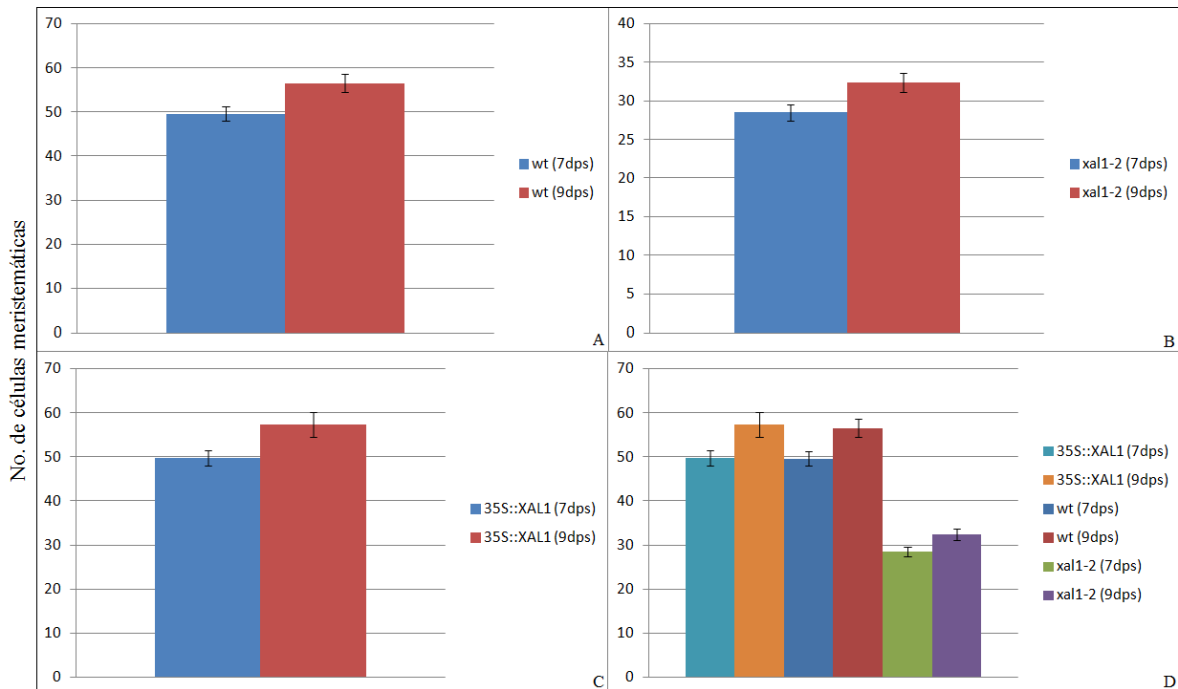 No. de células meristemáticas
70
60
50
40
30
20
10
0
wt (7dps)
wt (9dps)
A
40
35
30
25
20
15
10
5
0
xal1-2 (7dps)
xal1-2 (9dps)
B
70
60
50
40
30
20
10
0
35S::XAL1 (7dps)
35S::XAL1 (9dps)
C
70
60
50
40
30
20
10
0
35S::XAL1 (7dps)
35S::XAL1 (9dps)
wt (7dps)
wt (9dps)
xal1-2 (7dps)
xal1-2 (9dps)
D